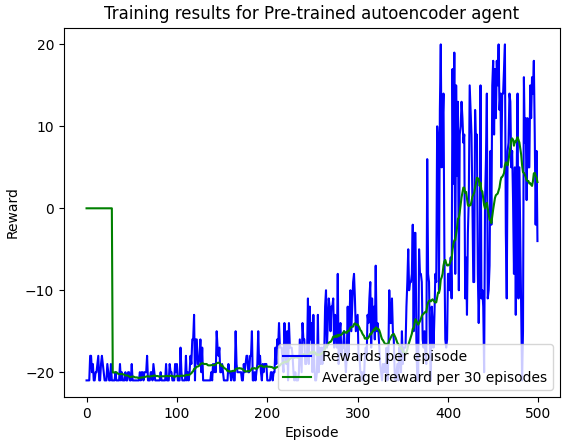 Training results for Pre-trained autoencoder agent
20
10
0
−10
−20
Reward
Rewards per episode
Average reward per 30 episodes
0 100 200 300 400 500
Episode